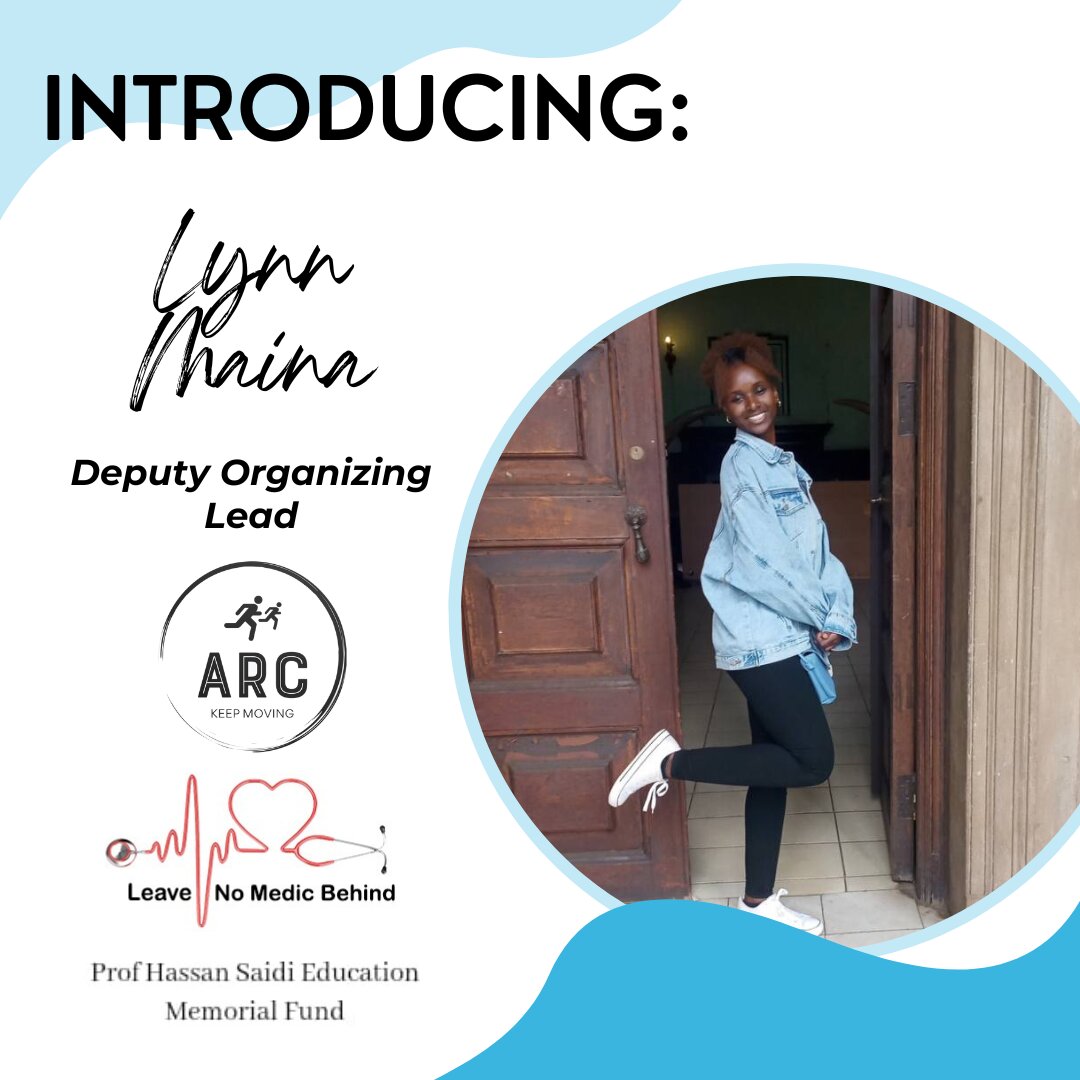 INTRODUCING:
Lynn
Maina
Deputy Organizing
Lead
ARC
KEEP MOVING
Leave No Medic Behind
Prof Hassan Saidi Education
Memorial Fund